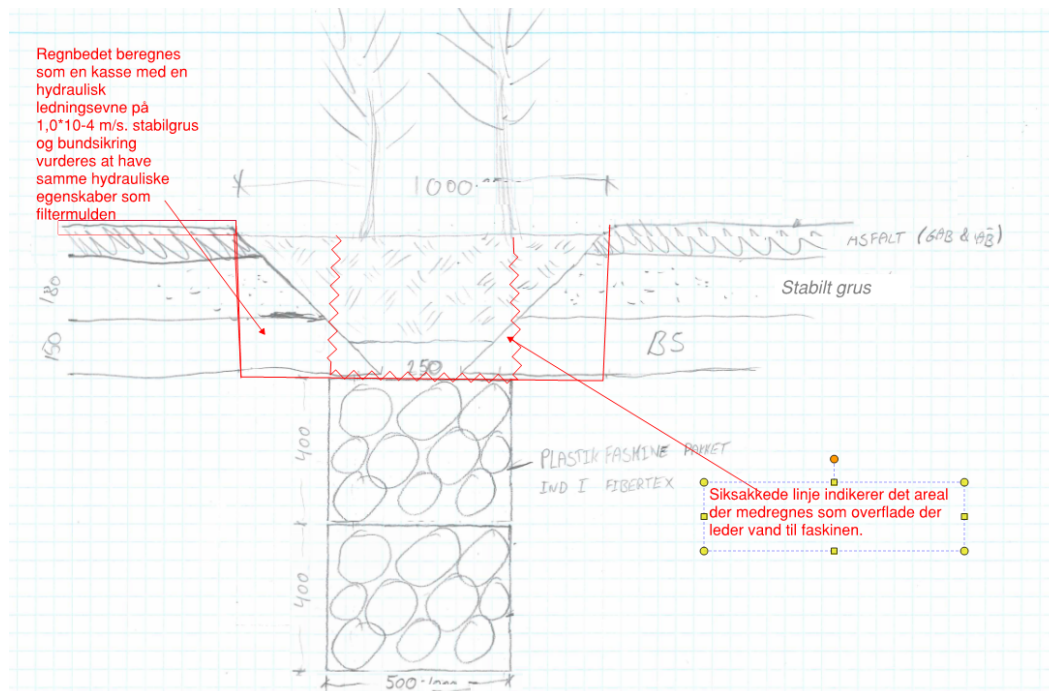 Regnbedet beregnes
som en kasse med en
hydraulisk
ledningsevne på
1,0*10-4 m/s. stabilgrus
og bundsikring
vurderes at have
samme hydrauliske
egenskaber som
filtermulden
1000
ASFALT (GAB &
180
Stabilt grus
150
BS
250
400
PLASTIK FASKINE PAKKET
IND I FIBERTEX
Siksakkede linje indikerer det areal
der medregnes som overflade der
leder vand til faskinen.
400
500